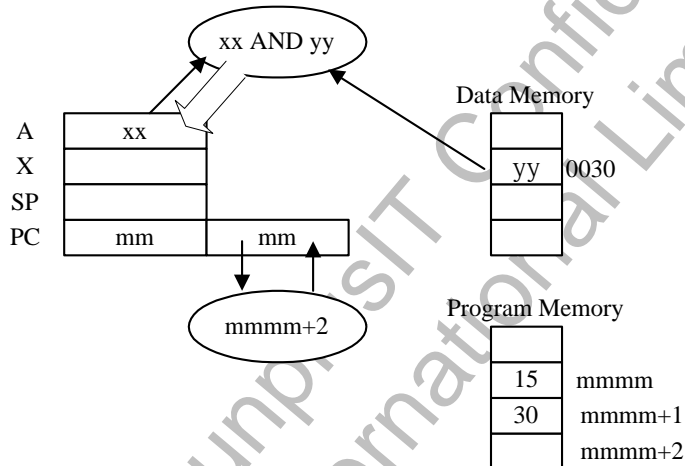 xx AND yy
Data Memory
A xx
X yy 0030
SP
PC mm mm
mmmm+2
Program Memory
15 mmmm
30 mmmm+1
mmmm+2